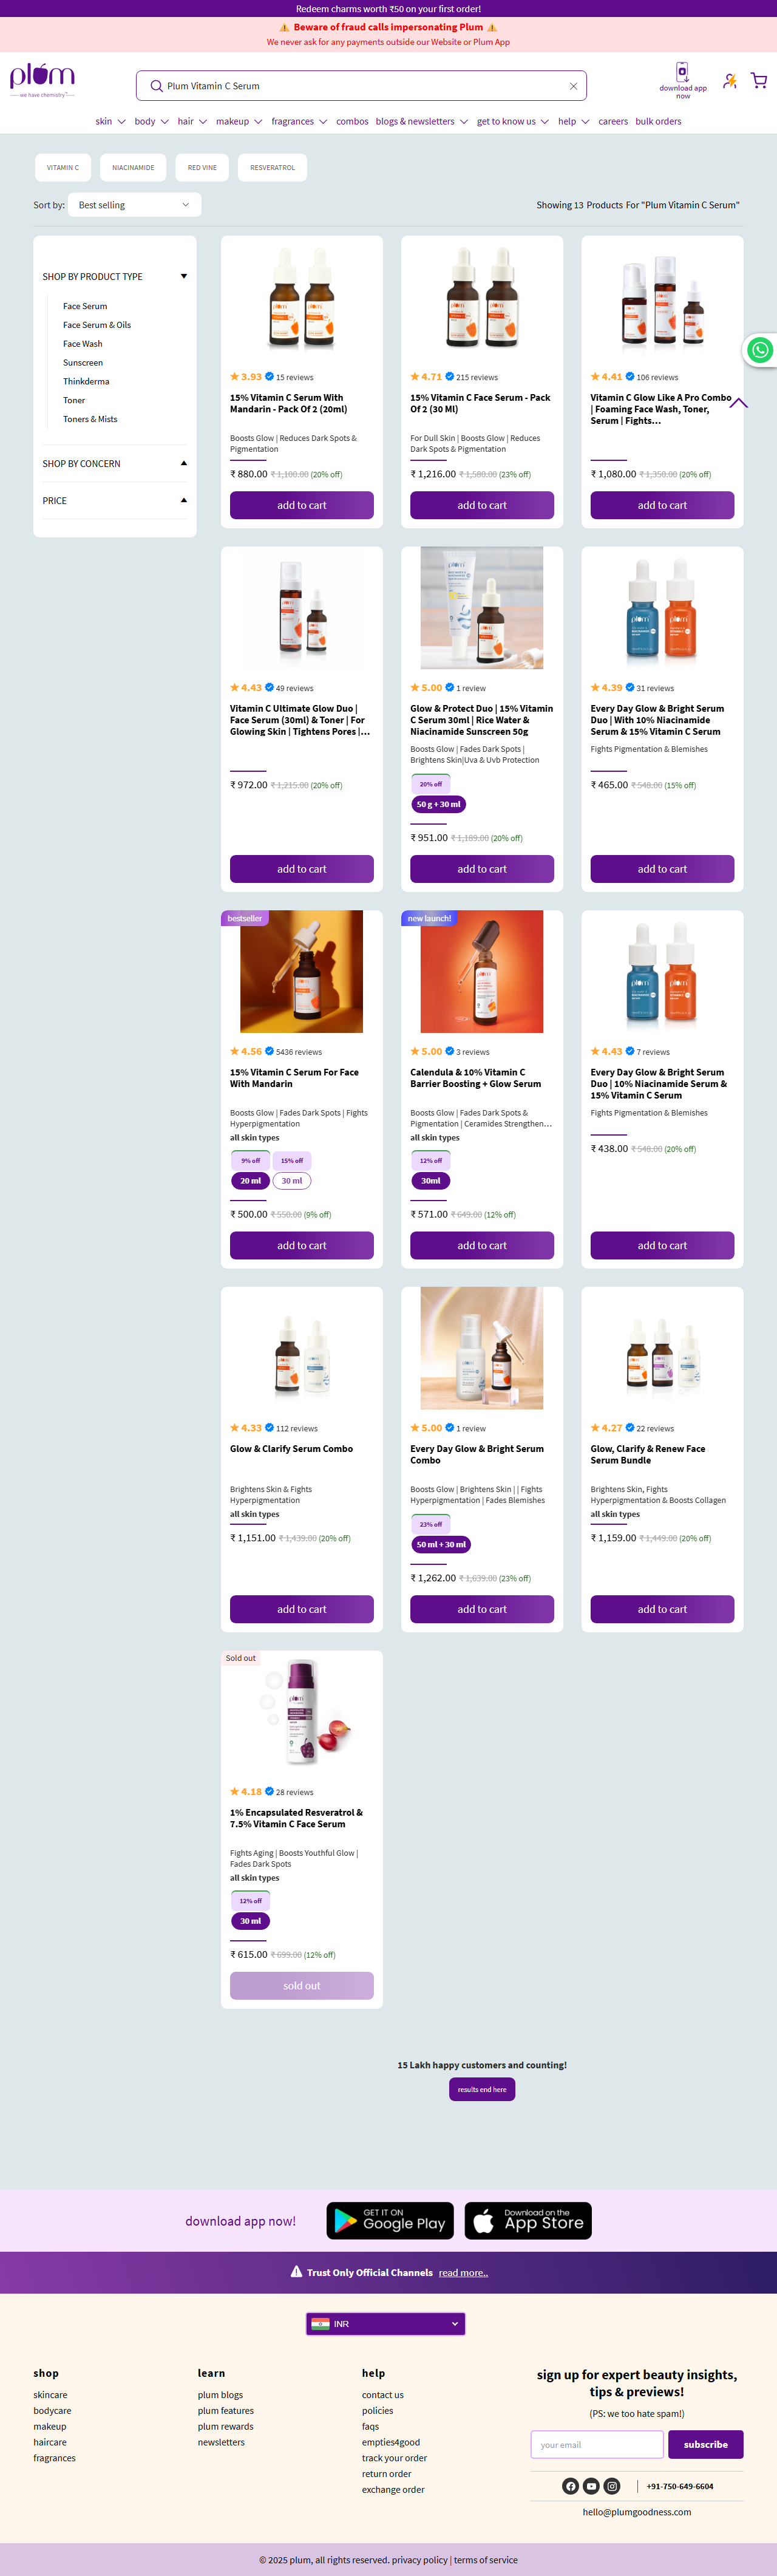 Redeem charms worth ₹50 on your first order!
⚠️ Beware of fraud calls impersonating Plum ⚠️
We never ask for any payments outside our Website or Plum App
plum
we have chemistry
Plum Vitamin C Serum
download app
now
skin body hair makeup fragrances combos blogs & newsletters get to know us help careers bulk orders
VITAMIN C NIACINAMIDE RED VINE RESVERATROL
Sort by: Best selling
Showing 13 Products For "Plum Vitamin C Serum"
SHOP BY PRODUCT TYPE
Face Serum
Face Serum & Oils
Face Wash
Sunscreen
Thinkderma
Toner
Toners & Mists
SHOP BY CONCERN
PRICE
3.93 15 reviews
15% Vitamin C Serum With
Mandarin - Pack Of 2 (20ml)
Boosts Glow | Reduces Dark Spots &
Pigmentation
₹ 880.00 ₹ 1,100.00 (20% off)
add to cart
4.71 215 reviews
15% Vitamin C Face Serum - Pack
Of 2 (30 Ml)
For Dull Skin | Boosts Glow | Reduces
Dark Spots & Pigmentation
₹ 1,216.00 ₹ 1,580.00 (23% off)
add to cart
4.41 106 reviews
Vitamin C Glow Like A Pro Combo
| Foaming Face Wash, Toner,
Serum | Fights...
₹ 1,080.00 ₹ 1,350.00 (20% off)
add to cart
4.43 49 reviews
Vitamin C Ultimate Glow Duo |
Face Serum (30ml) & Toner | For
Glowing Skin | Tightens Pores |...
₹ 972.00 ₹ 1,215.00 (20% off)
add to cart
5.00 1 review
Glow & Protect Duo | 15% Vitamin
C Serum 30ml | Rice Water &
Niacinamide Sunscreen 50g
Boosts Glow | Fades Dark Spots |
Brightens Skin|Uva & Uvb Protection
20% off
50 g + 30 ml
₹ 951.00 ₹ 1,189.00 (20% off)
add to cart
4.39 31 reviews
Every Day Glow & Bright Serum
Duo | With 10% Niacinamide
Serum & 15% Vitamin C Serum
Fights Pigmentation & Blemishes
₹ 465.00 ₹ 548.00 (15% off)
add to cart
bestseller
4.56 5436 reviews
15% Vitamin C Serum For Face
With Mandarin
Boosts Glow | Fades Dark Spots | Fights
Hyperpigmentation
all skin types
9% off 15% off
20 ml 30 ml
₹ 500.00 ₹ 550.00 (9% off)
add to cart
new launch!
5.00 3 reviews
Calendula & 10% Vitamin C
Barrier Boosting + Glow Serum
Boosts Glow | Fades Dark Spots &
Pigmentation | Ceramides Strengthen...
all skin types
12% off
30ml
₹ 571.00 ₹ 649.00 (12% off)
add to cart
4.43 7 reviews
Every Day Glow & Bright Serum
Duo | 10% Niacinamide Serum &
15% Vitamin C Serum
Fights Pigmentation & Blemishes
₹ 438.00 ₹ 548.00 (20% off)
add to cart
4.33 112 reviews
Glow & Clarify Serum Combo
Brightens Skin & Fights
Hyperpigmentation
all skin types
₹ 1,151.00 ₹ 1,439.00 (20% off)
add to cart
5.00 1 review
Every Day Glow & Bright Serum
Combo
Boosts Glow | Brightens Skin | | Fights
Hyperpigmentation | Fades Blemishes
23% off
50 ml + 30 ml
₹ 1,262.00 ₹ 1,639.00 (23% off)
add to cart
4.27 22 reviews
Glow, Clarify & Renew Face
Serum Bundle
Brightens Skin, Fights
Hyperpigmentation & Boosts Collagen
all skin types
₹ 1,159.00 ₹ 1,449.00 (20% off)
add to cart
Sold out
4.18 28 reviews
1% Encapsulated Resveratrol &
7.5% Vitamin C Face Serum
Fights Aging | Boosts Youthful Glow |
Fades Dark Spots
all skin types
12% off
30 ml
₹ 615.00 ₹ 699.00 (12% off)
sold out
15 Lakh happy customers and counting!
results end here
download app now!
GET IT ON
Google Play
Download on the
App Store
Trust Only Official Channels read more..
INR
shop
skincare
bodycare
makeup
haircare
fragrances
learn
plum blogs
plum features
plum rewards
newsletters
help
contact us
policies
faqs
empties4good
track your order
return order
exchange order
sign up for expert beauty insights,
tips & previews!
(PS: we too hate spam!)
your email
subscribe
+91-750-649-6604
hello@plumgoodness.com
© 2025 plum, all rights reserved. privacy policy | terms of service